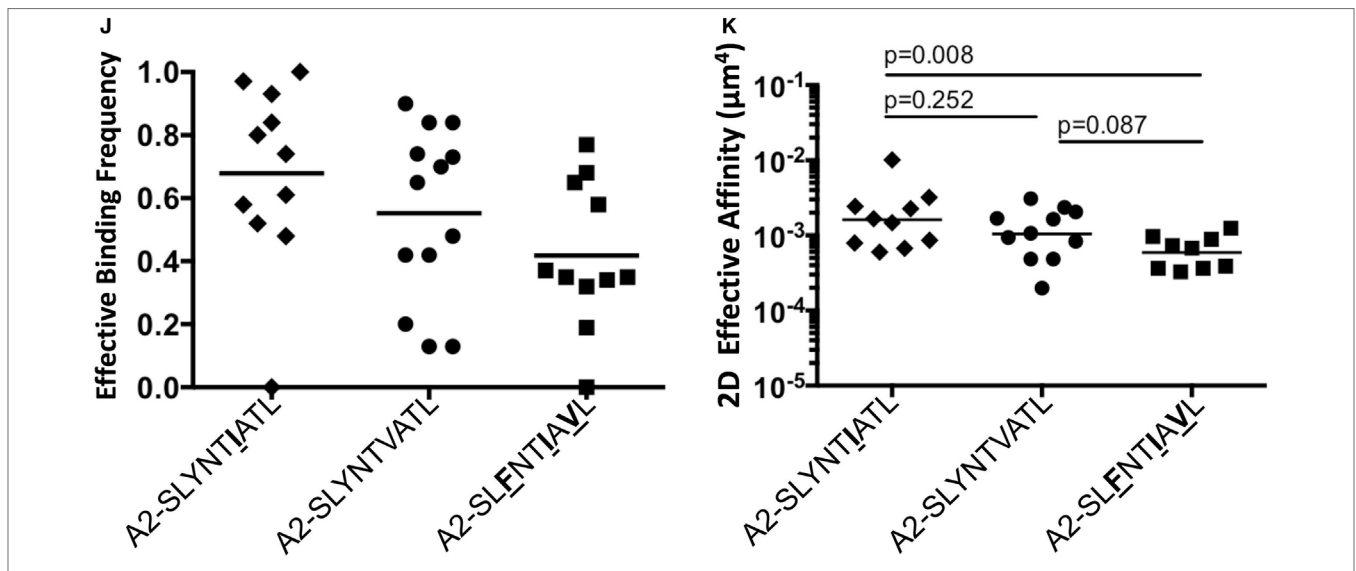 J
Effective Binding Frequency
1.0
0.8
0.6
0.4
0.2
0.0
A2-SLYNTIATL
A2-SLYNTVATL
A2-SLFNTIAVL
K
2D Effective Affinity (µm⁴)
p=0.008
p=0.252
p=0.087
10⁻¹
10⁻²
10⁻³
10⁻⁴
10⁻⁵
A2-SLYNTIATL
A2-SLYNTVATL
A2-SLFNTIAVL